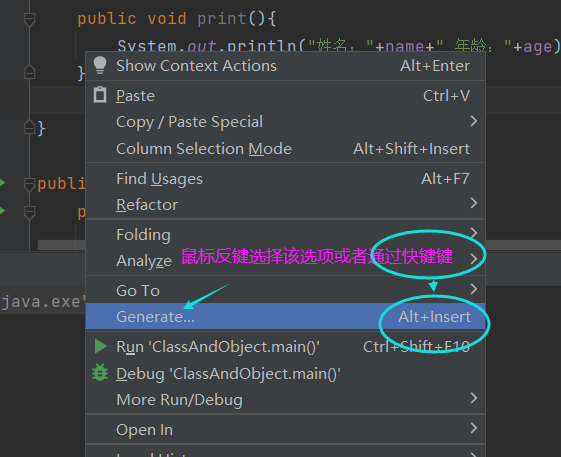 public void print(){
System.out.println("姓名："+name+" 年龄："+age)
}
}
Show Context Actions Alt+Enter
Paste Ctrl+V
Copy / Paste Special
Column Selection Mode Alt+Shift+Insert
Find Usages Alt+F7
Refactor
publ
p
Folding
Analyze
鼠标反键选择该选项或者通过快键键
Go To
java.exe"
Generate... Alt+Insert
Run 'ClassAndObject.main()' Ctrl+Shift+F10
Debug 'ClassAndObject.main()'
More Run/Debug
Open In